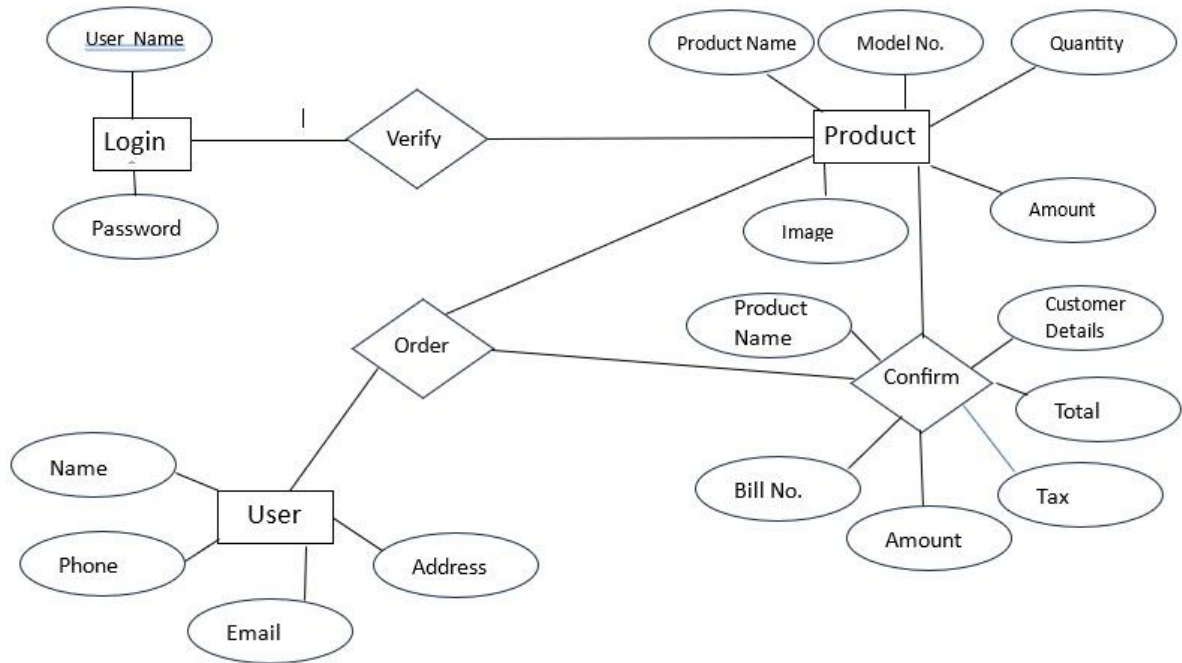 User Name
Product Name
Model No.
Quantity
Login
Verify
Product
Password
Image
Amount
Product
Name
Customer
Details
Order
Confirm
Total
Name
Bill No.
Tax
User
Amount
Phone
Address
Email